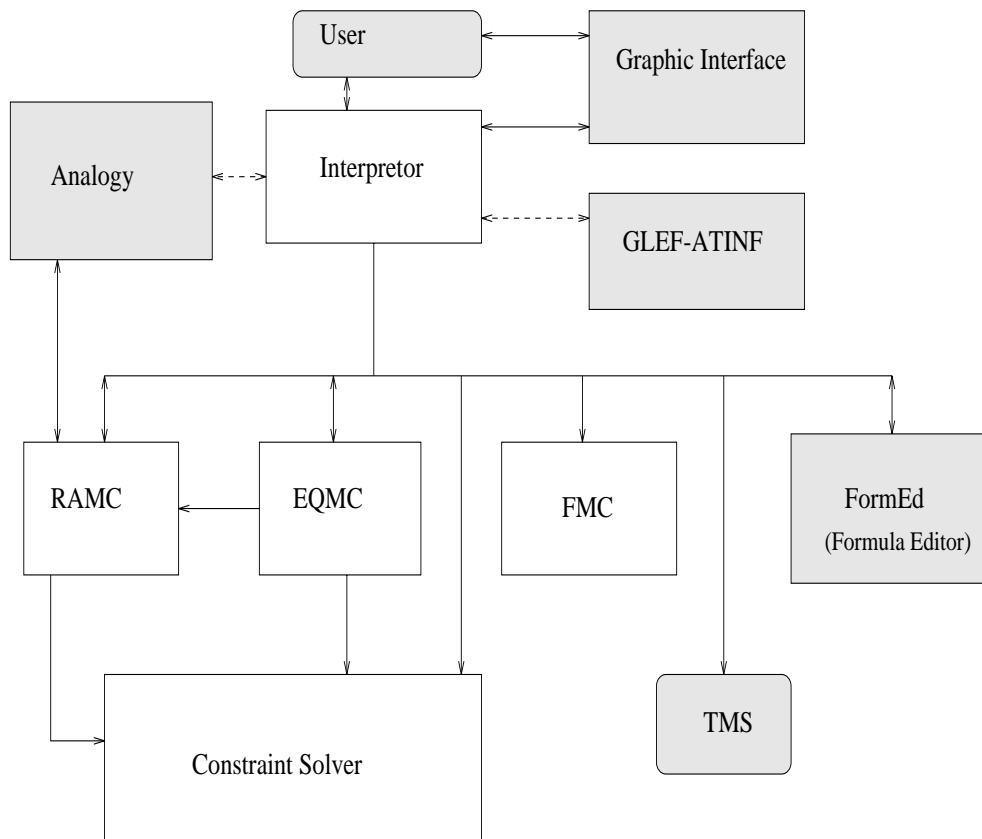 User
Graphic Interface
Analogy
Interpretor
GLEF-ATINF
RAMC
EQMC
FMC
FormEd
(Formula Editor)
TMS
Constraint Solver